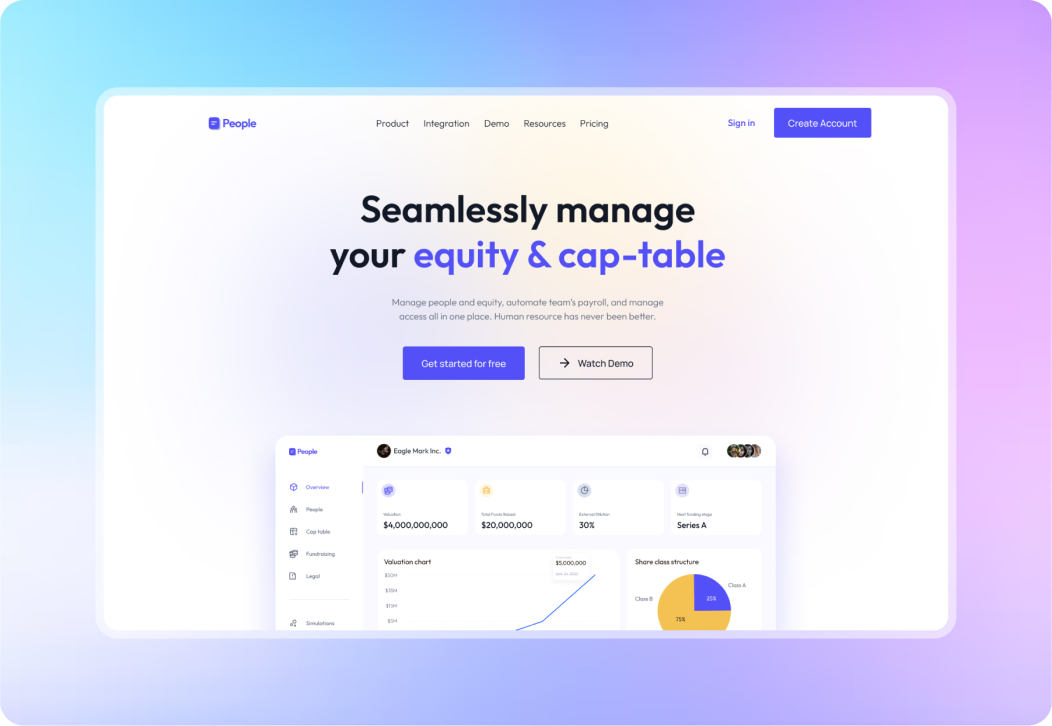 People
Product Integration Demo Resources Pricing
Sign in
Create Account
Seamlessly manage
your equity & cap-table
Manage people and equity, automate team's payroll, and manage
access all in one place. Human resource has never been better.
Get started for free
Watch Demo
People
Eagle Mark Inc.
Overview
People
Cap table
Fundraising
Legal
Simulations
Valuation
$4,000,000,000
Total Funds Raised
$20,000,000
External Dilution
30%
Next funding stage
Series A
Valuation chart
$5,000,000
$50M
$15M
$5M
Share class structure
Class A
Class B
25%
75%